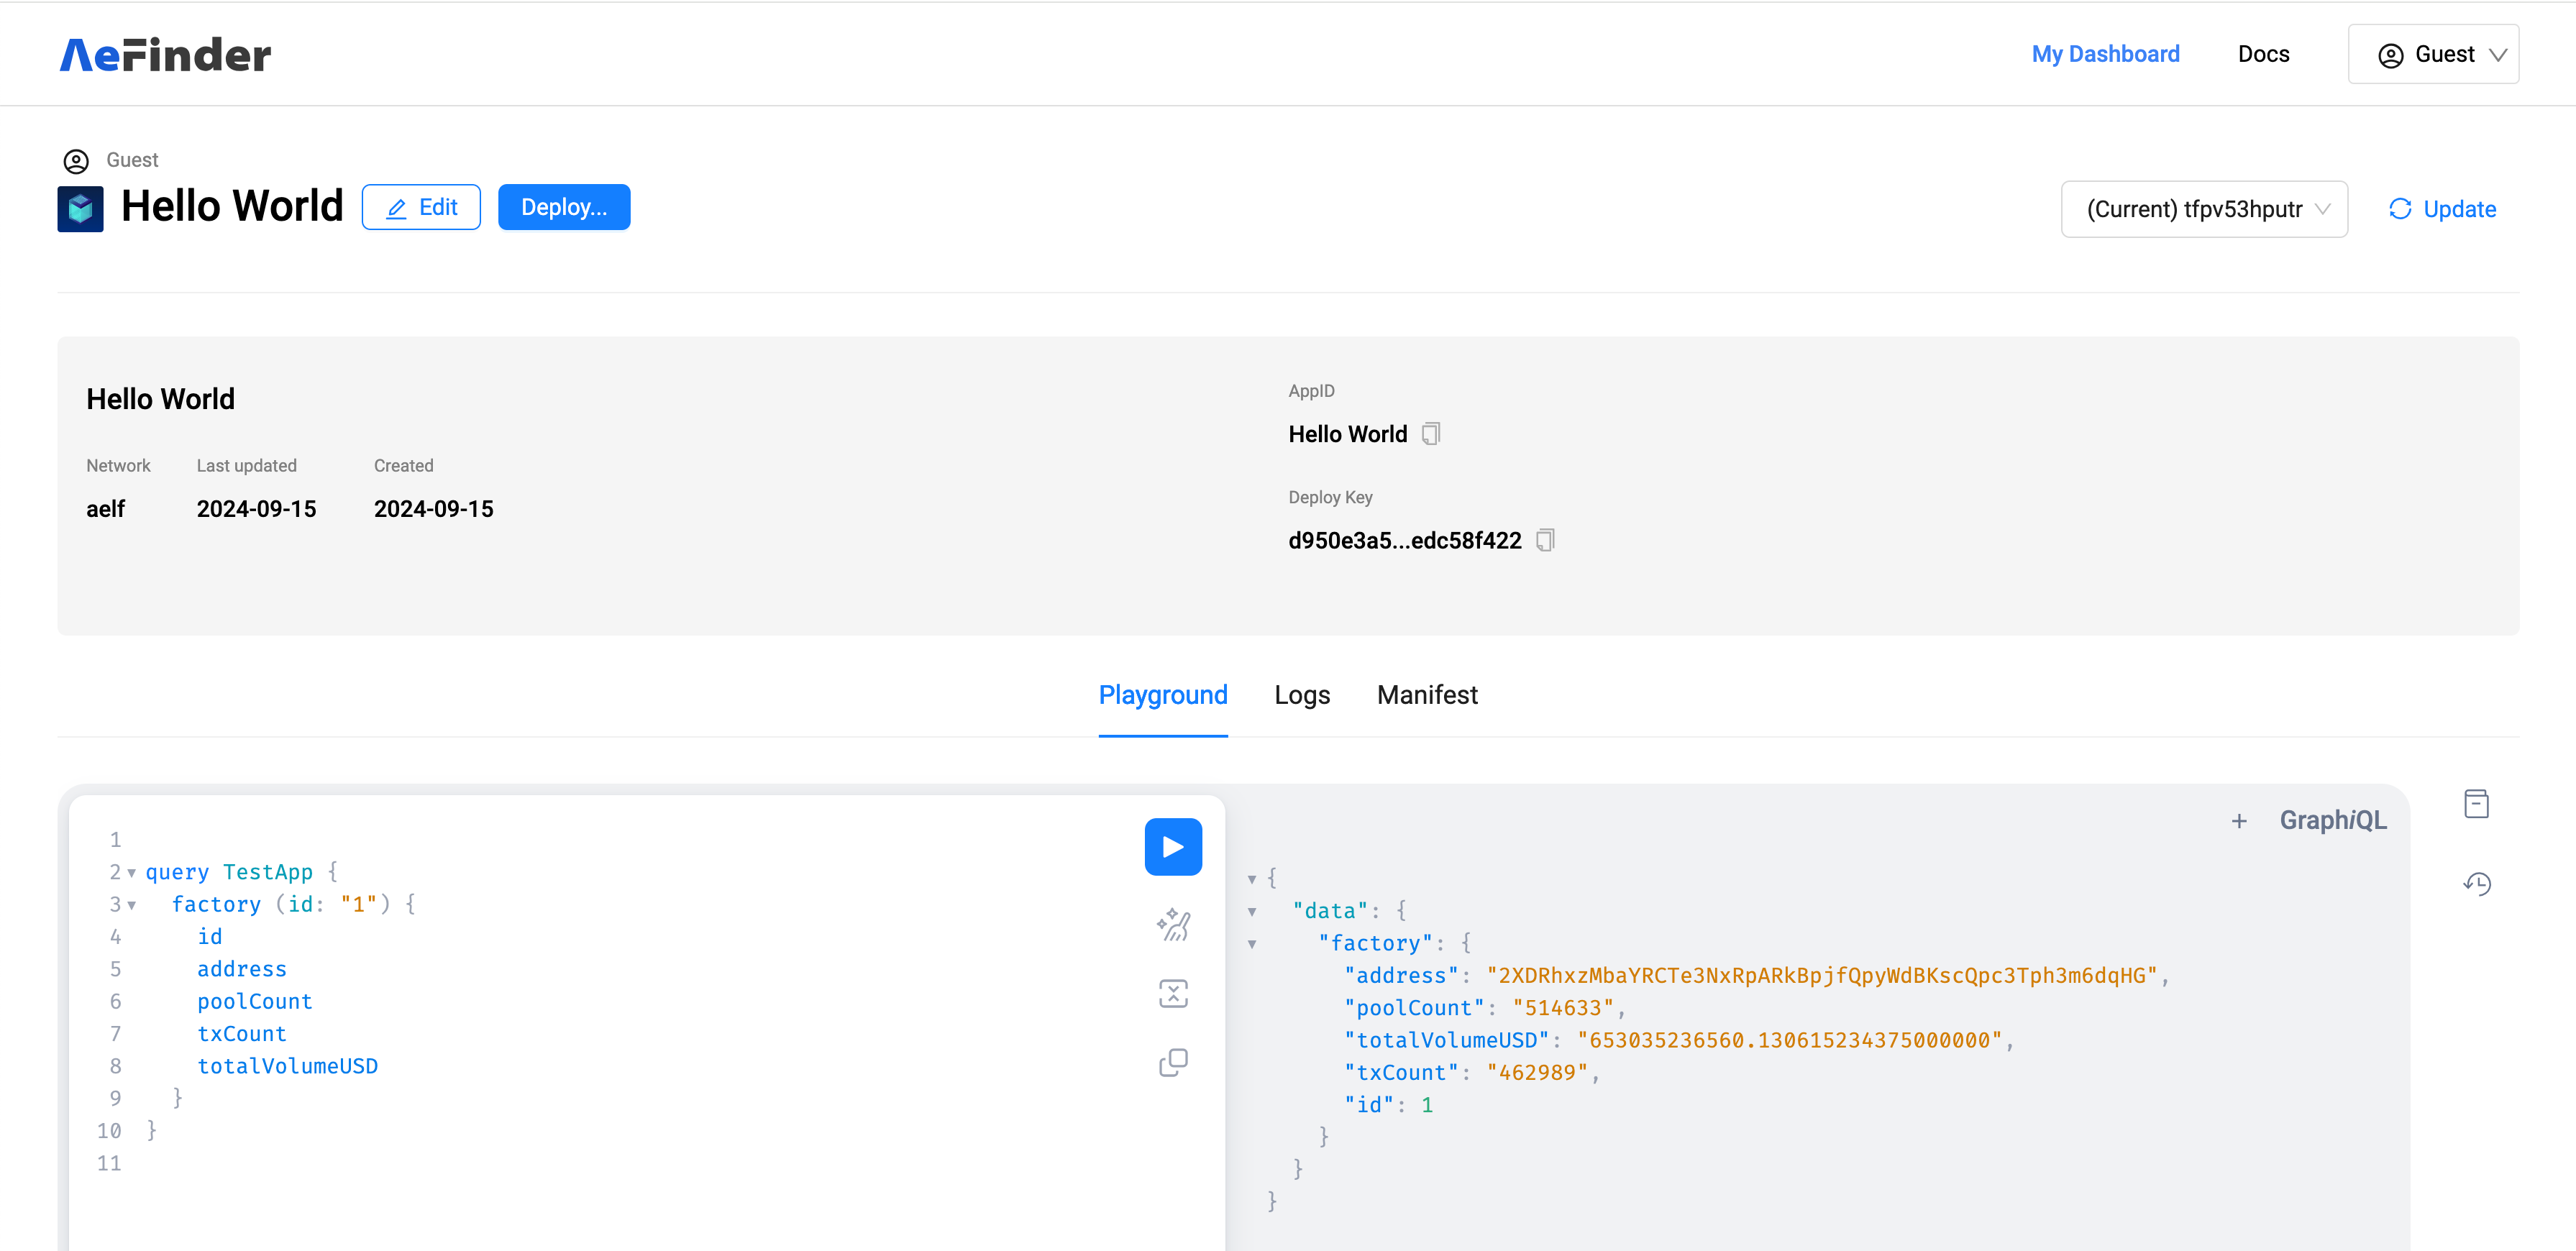 AeFinder
My Dashboard
Docs
Guest
Guest
Hello World
Edit
Deploy...
(Current) tfpv53hputr
Update
Hello World
Network
Last updated
Created
aelf
2024-09-15
2024-09-15
AppID
Hello World
Deploy Key
d950e3a5...edc58f422
Playground
Logs
Manifest
1
2 query TestApp {
3 factory (id: "1") {
4 id
5 address
6 poolCount
7 txCount
8 totalVolumeUSD
9 }
10 }
11
+ GraphiQL
{
"data": {
"factory": {
"address": "2XDRhxzMbaYRCTe3NxRpARkBpjfQpyWdBKscQpc3Tph3m6dqHG",
"poolCount": "514633",
"totalVolumeUSD": "653035236560.130615234375000000",
"txCount": "462989",
"id": 1
}
}
}